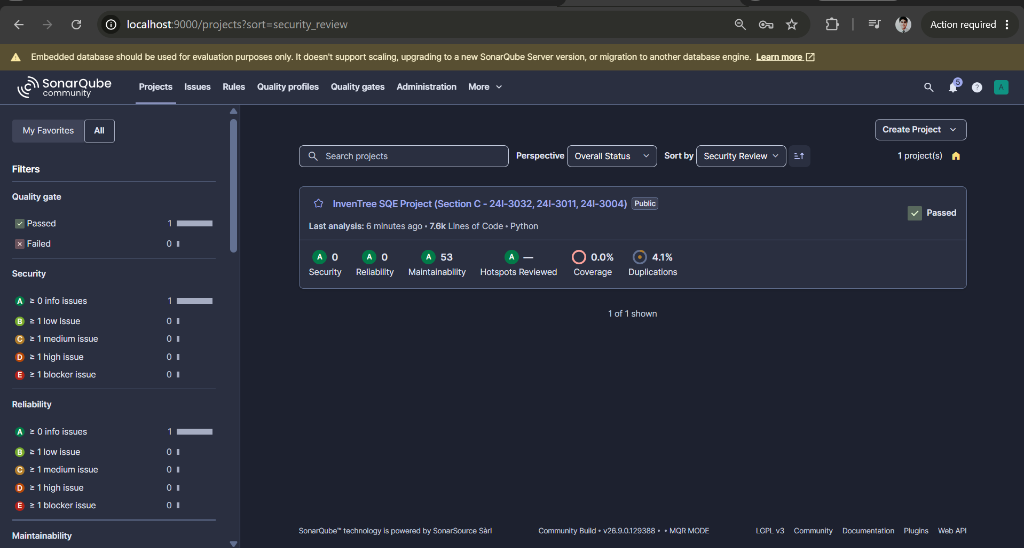 localhost:9000/projects?sort=security_review
Action required
Embedded database should be used for evaluation purposes only. It doesn't support scaling, upgrading to a new SonarQube Server version, or migration to another database engine. Learn more
SonarQube
community
Projects Issues Rules Quality profiles Quality gates Administration More
5
A
My Favorites All
Create Project
Search projects
Perspective Overall Status Sort by Security Review
1 project(s)
Filters
Quality gate
Passed 1
Failed 0
Security
A ≥ 0 info issues 1
B ≥ 1 low issue 0
C ≥ 1 medium issue 0
D ≥ 1 high issue 0
E ≥ 1 blocker issue 0
Reliability
A ≥ 0 info issues 1
B ≥ 1 low issue 0
C ≥ 1 medium issue 0
D ≥ 1 high issue 0
E ≥ 1 blocker issue 0
Maintainability
InvenTree SQE Project (Section C - 24I-3032, 24I-3011, 24I-3004) Public
Passed
Last analysis: 6 minutes ago • 7.6k Lines of Code • Python
A 0 A 0 A 53 A — 0.0% 4.1%
Security Reliability Maintainability Hotspots Reviewed Coverage Duplications
1 of 1 shown
SonarQube™ technology is powered by SonarSource Sàrl
Community Build • v26.9.0.129388 • • MQR MODE
LGPL v3 Community Documentation Plugins Web API